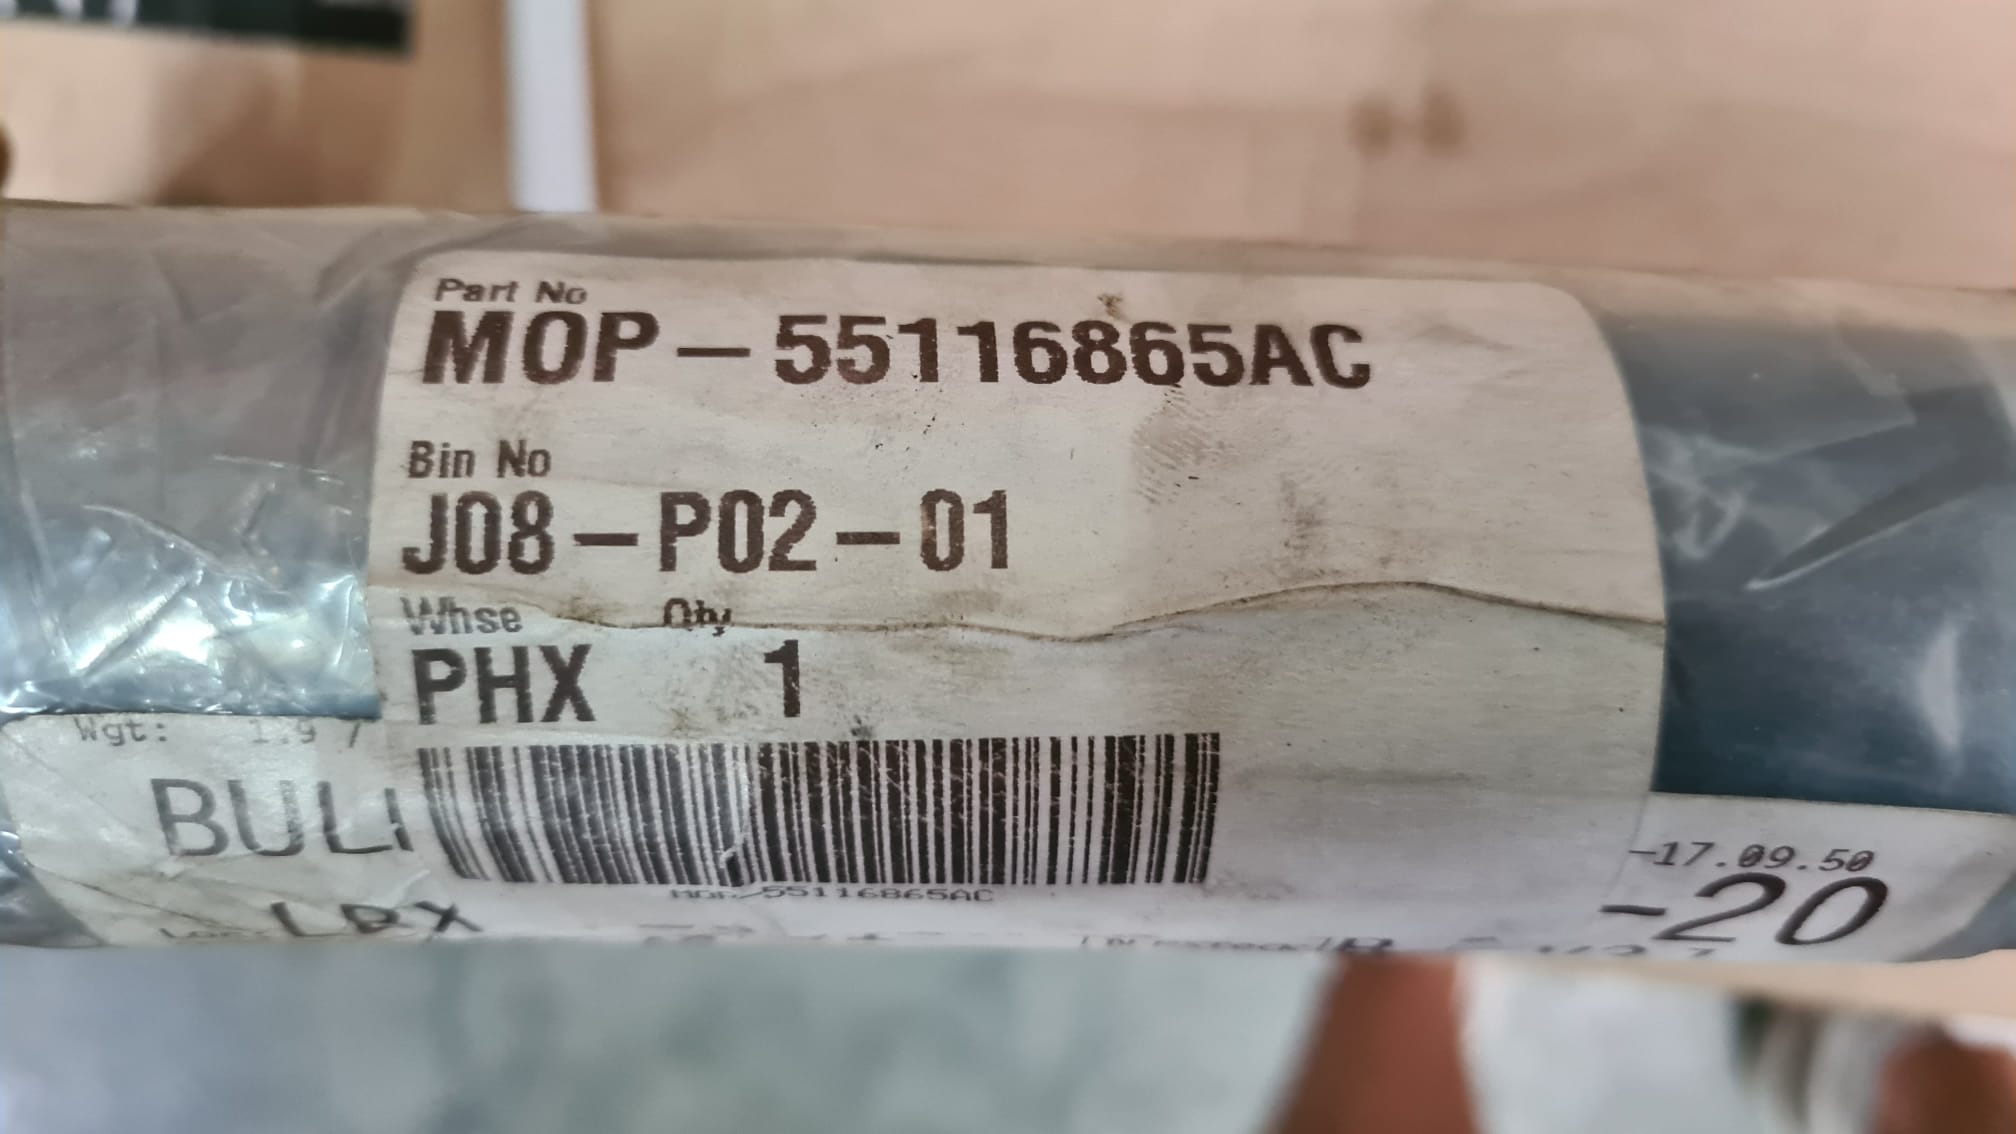 Part No
MOP-55116865AC
Bin No
J08-P02-01
Whse Qty
PHX 1
Wgt:
BUL
MOP-55116865AC
-17.09.50
-20